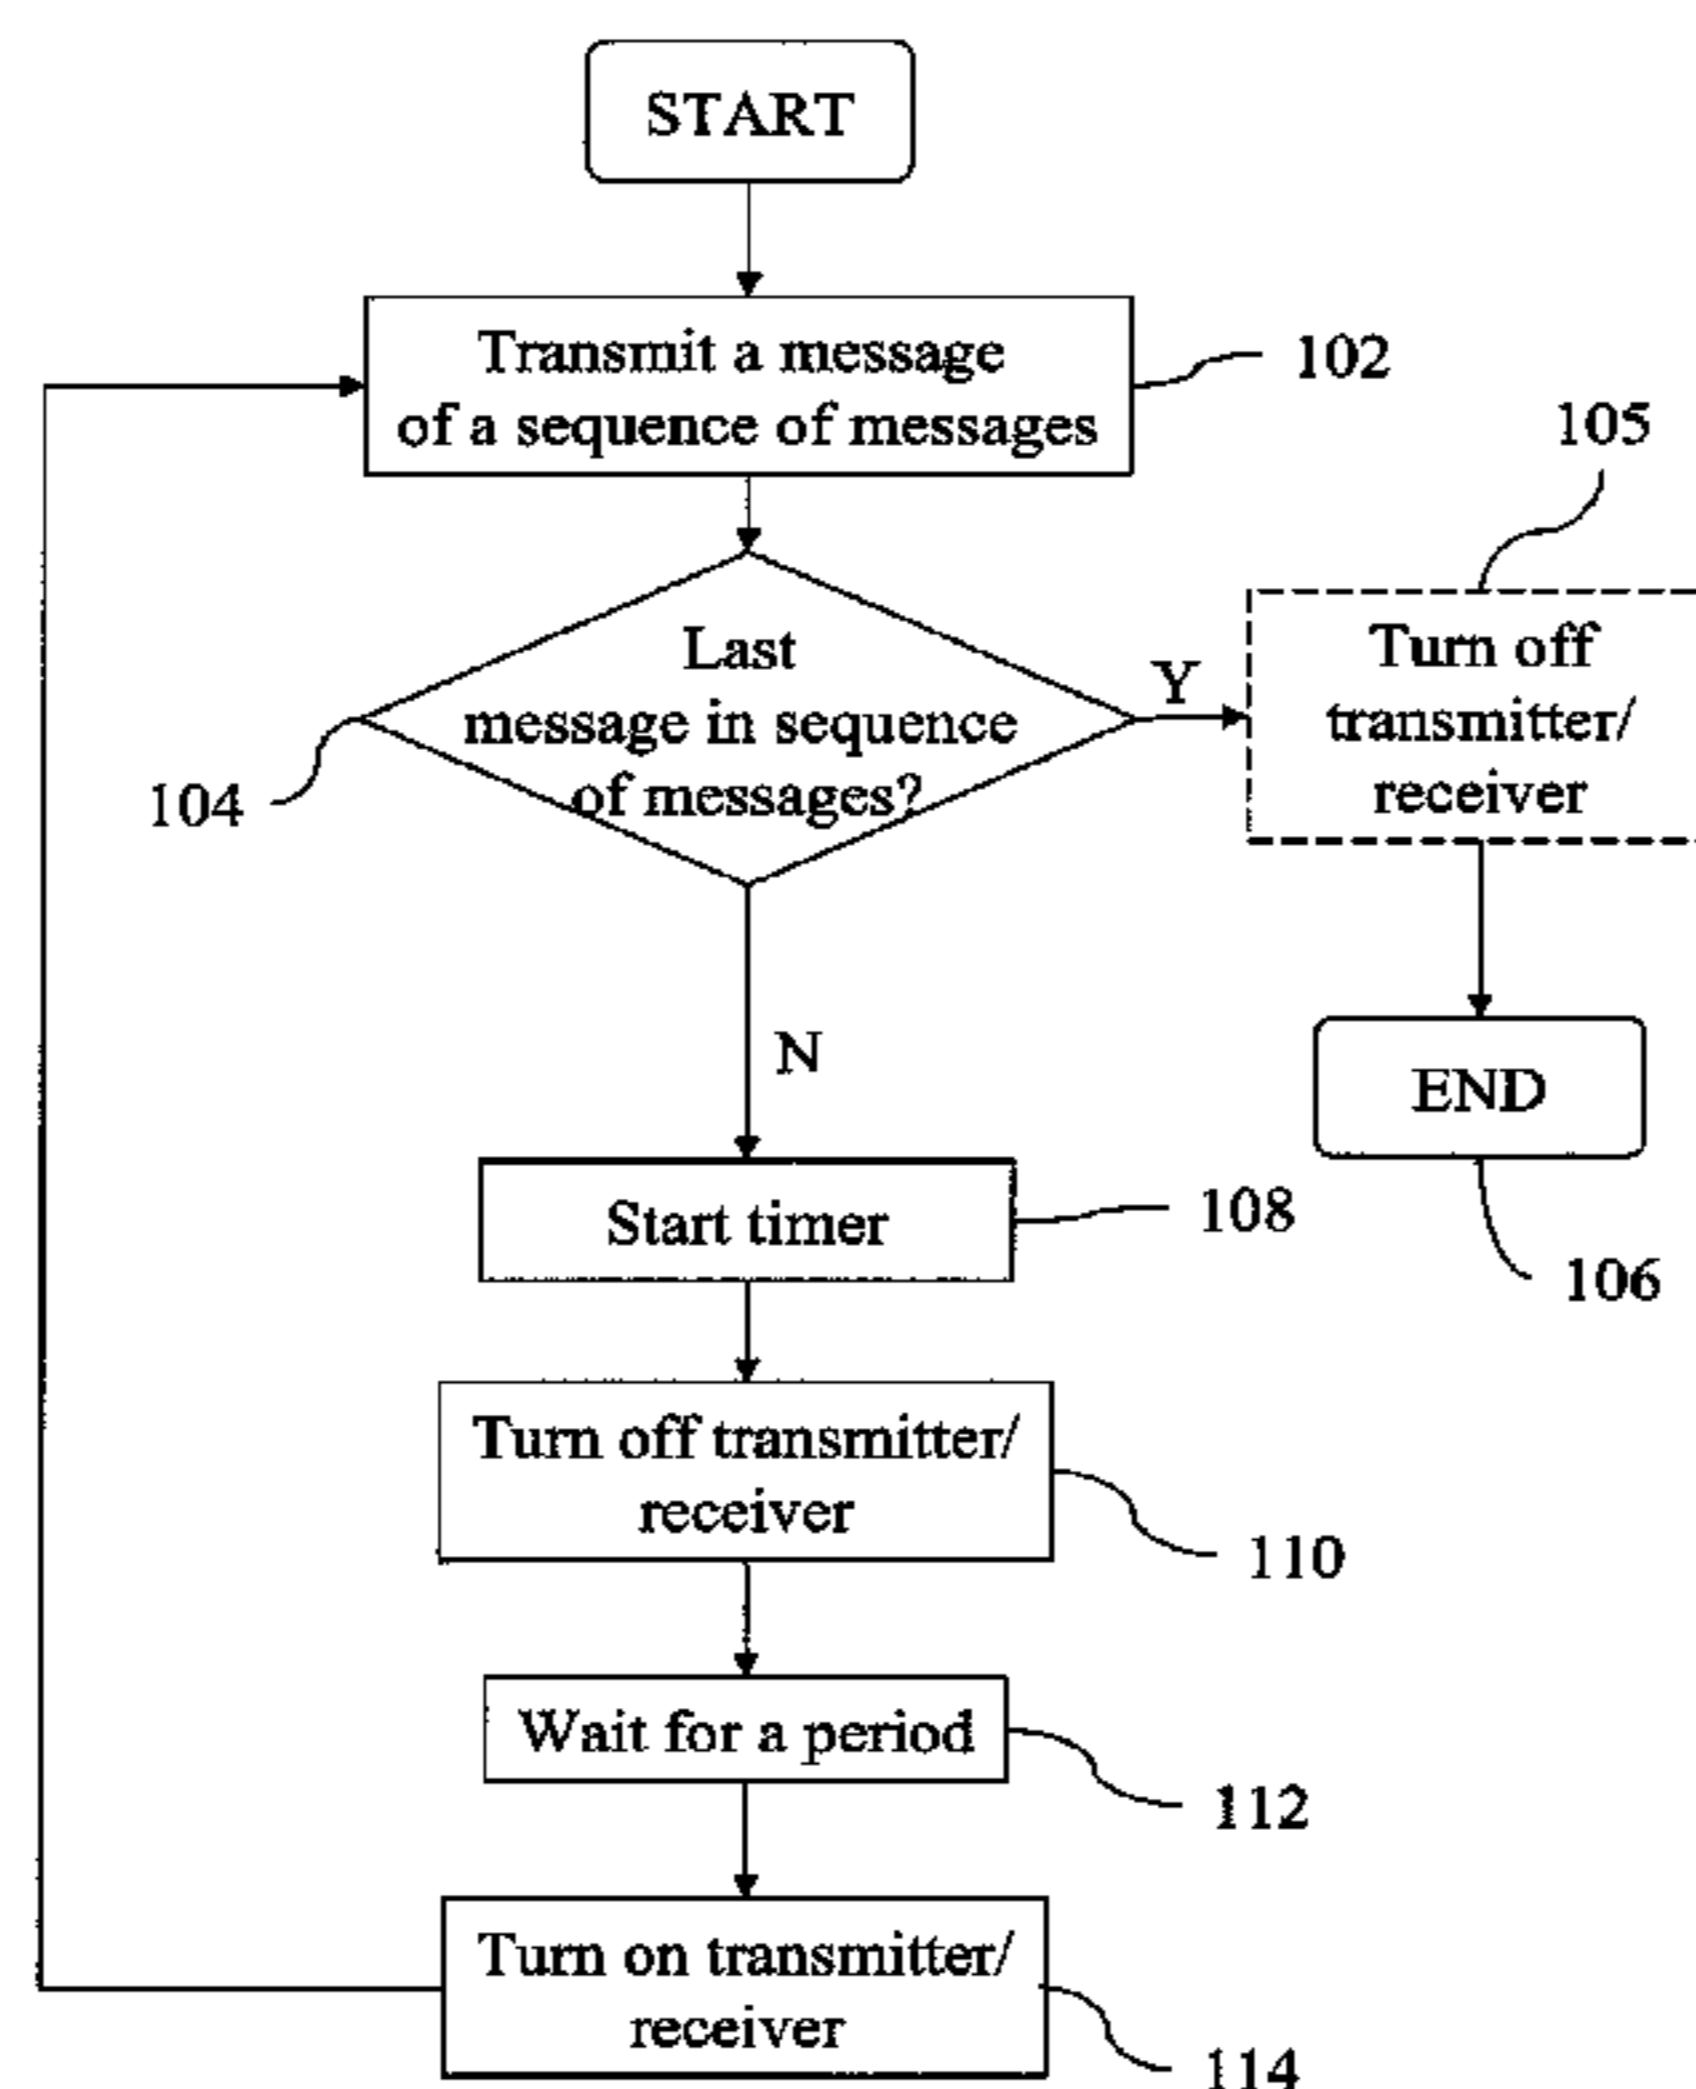 START
Transmit a message
of a sequence of messages
102
105
Last
message in sequence
of messages?
104
Y
Turn off
transmitter/
receiver
N
END
106
Start timer
108
Turn off transmitter/
receiver
110
Wait for a period
112
Turn on transmitter/
receiver
114